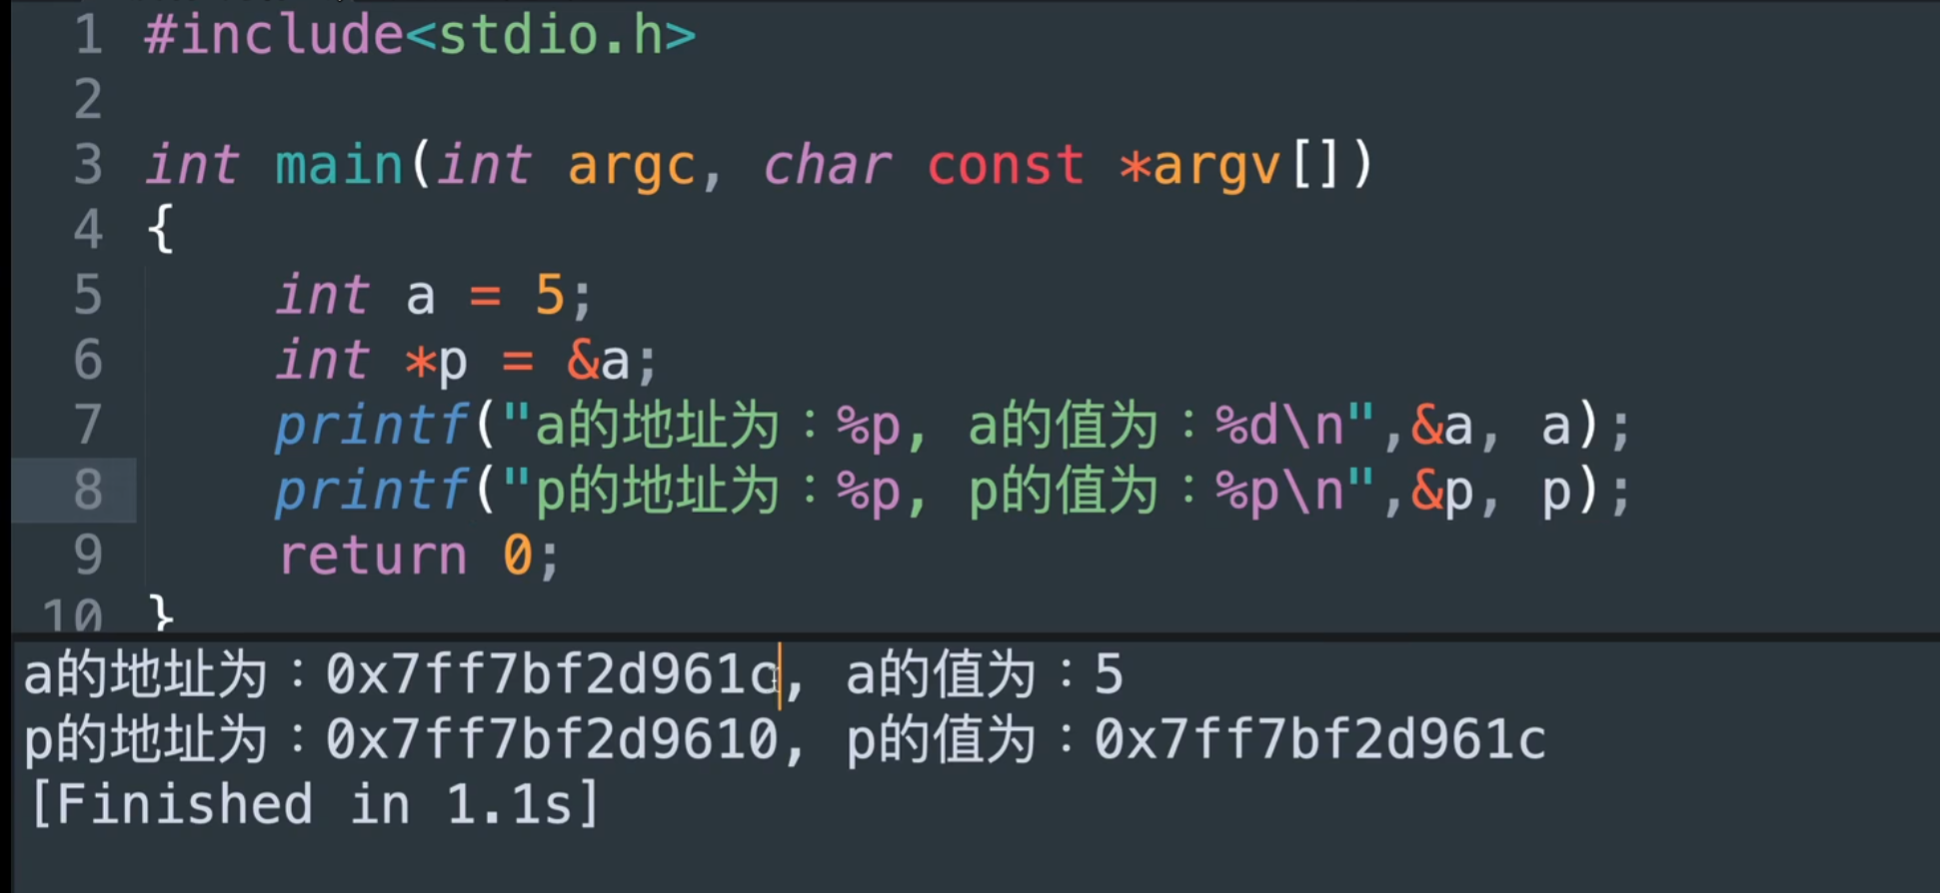 1 #include<stdio.h>
2
3 int main(int argc, char const *argv[])
4 {
5     int a = 5;
6     int *p = &a;
7     printf("a的地址为：%p, a的值为：%d\n",&a, a);
8     printf("p的地址为：%p, p的值为：%p\n",&p, p);
9     return 0;
10 }
a的地址为：0x7ff7bf2d961c, a的值为：5
p的地址为：0x7ff7bf2d9610, p的值为：0x7ff7bf2d961c
[Finished in 1.1s]